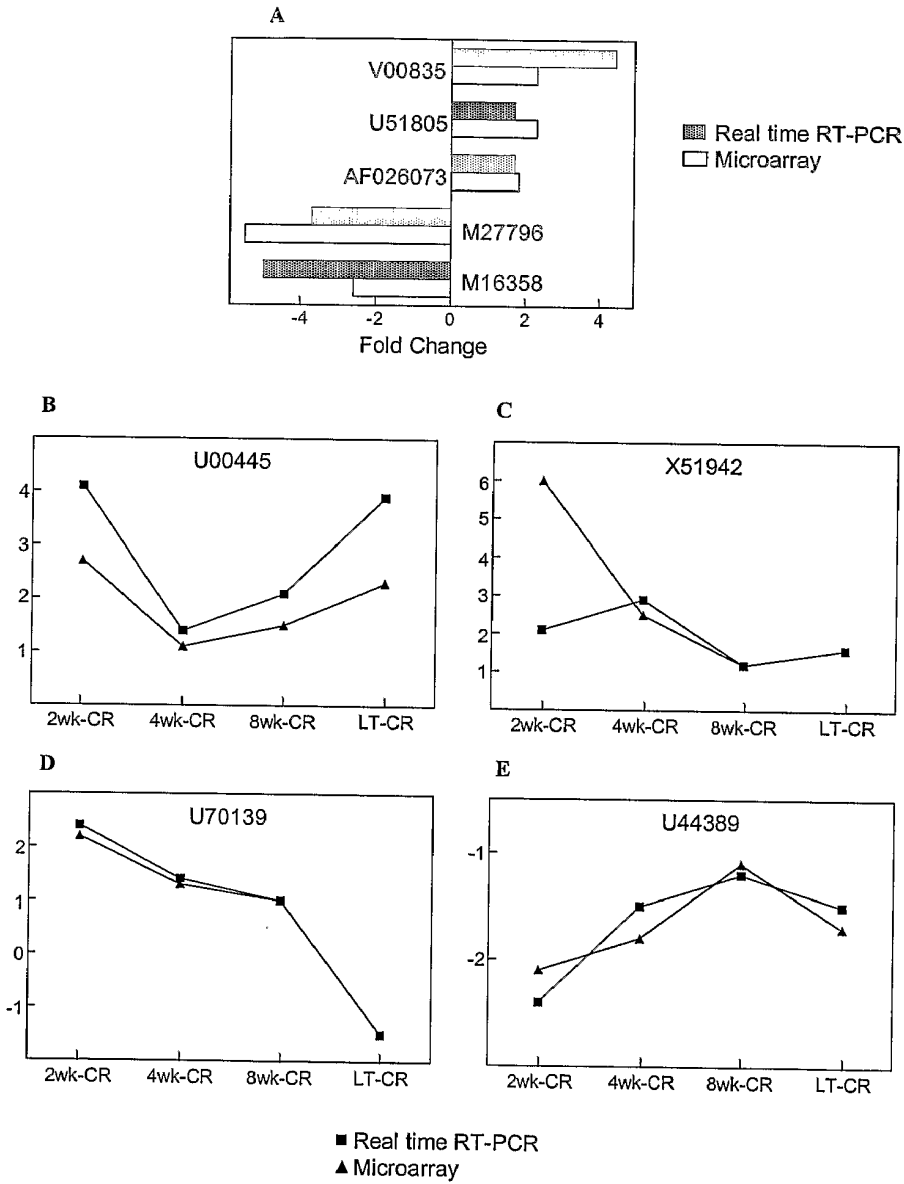 A
V00835
U51805
AF026073
M27796
M16358
-4 -2 0 2 4
Fold Change
Real time RT-PCR
Microarray
B
U00445
4
3
2
1
2wk-CR 4wk-CR 8wk-CR LT-CR
C
X51942
6
5
4
3
2
1
2wk-CR 4wk-CR 8wk-CR LT-CR
D
U70139
2
1
0
-1
2wk-CR 4wk-CR 8wk-CR LT-CR
E
U44389
-1
-2
2wk-CR 4wk-CR 8wk-CR LT-CR
Real time RT-PCR
Microarray